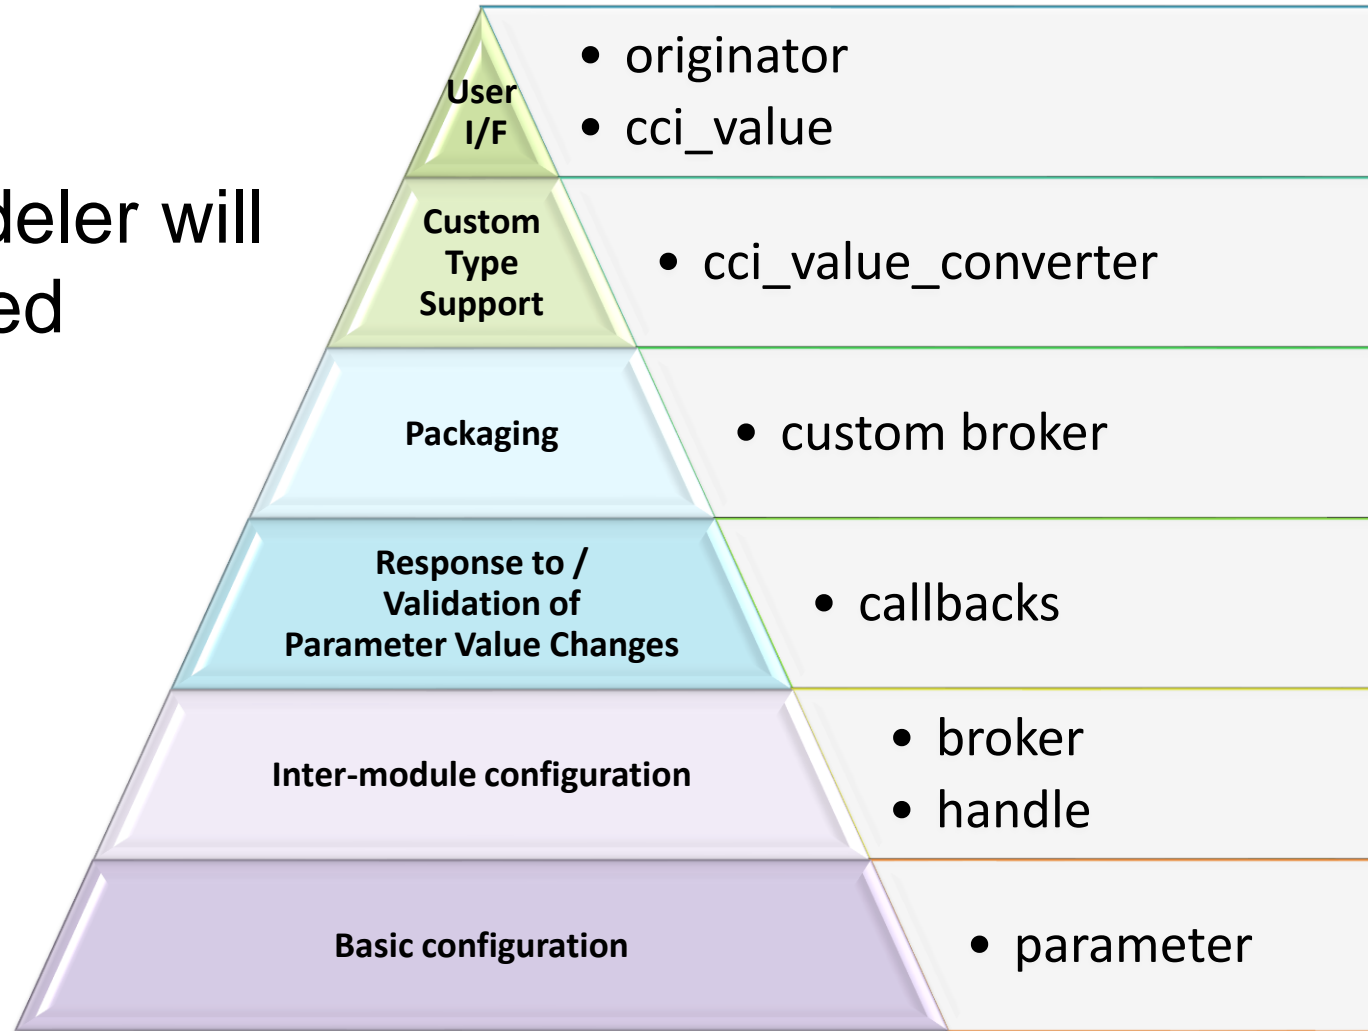 deler will
ed
User
I/F
• originator
• cci_value
Custom
Type
Support
• cci_value_converter
Packaging
• custom broker
Response to /
Validation of
Parameter Value Changes
• callbacks
Inter-module configuration
• broker
• handle
Basic configuration
• parameter